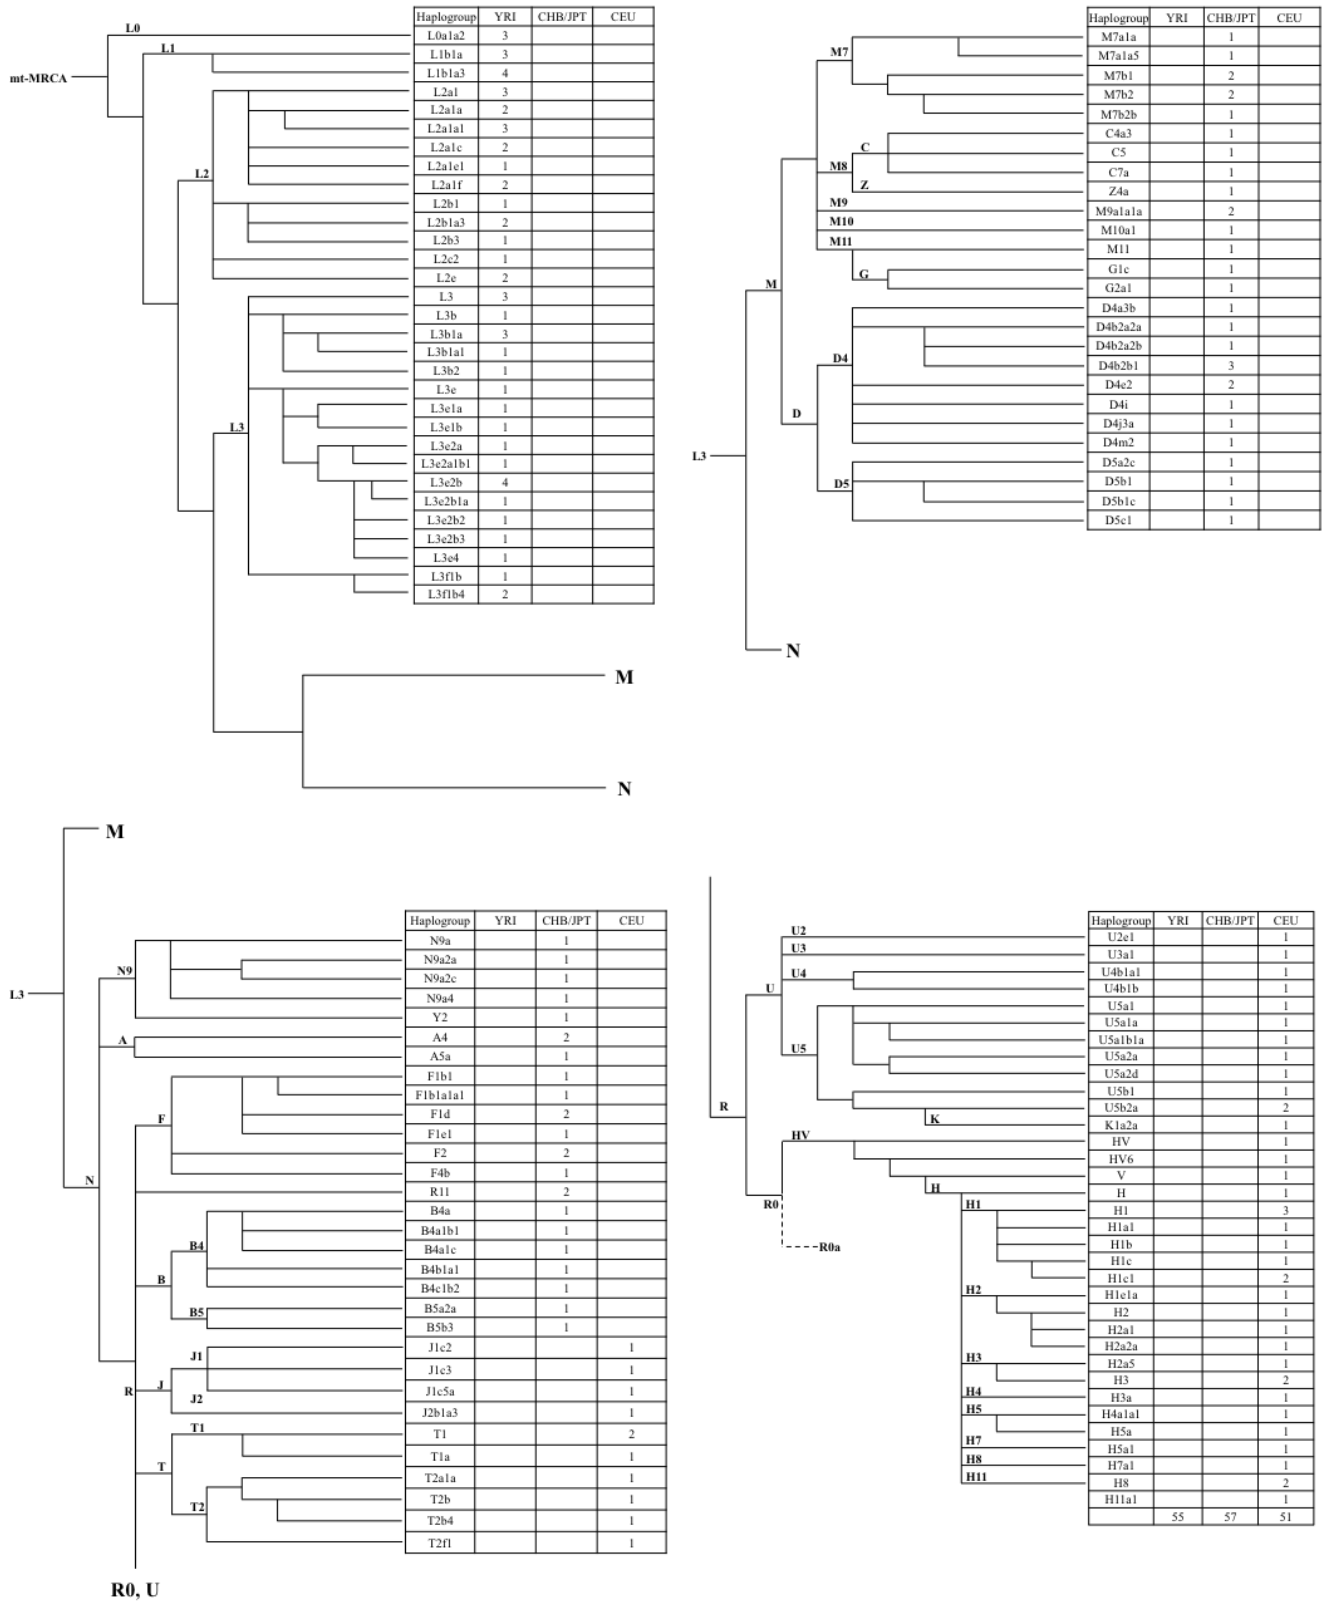 Haplogroup YRI CHB/JPT CEU
L0
L0a1a2 3
L1
L1b1a 3
mt-MRCA
L1b1a3 4
L2a1 3
L2a1a 2
L2a1a1 3
L2a1c 2
L2a1e1 1
L2
L2a1f 2
L2b1 1
L2b1a3 2
L2b3 1
L2c2 1
L2e 2
L3 3
L3b 1
L3b1a 3
L3b1a1 1
L3b2 1
L3e 1
L3e1a 1
L3
L3e1b 1
L3e2a 1
L3e2a1b1 1
L3e2b 4
L3e2b1a 1
L3e2b2 1
L3e2b3 1
L3e4 1
L3f1b 1
L3f1b4 2
M
N
Haplogroup YRI CHB/JPT CEU
M7a1a 1
M7
M7a1a5 1
M7b1 2
M7b2 2
M7b2b 1
C4a3 1
C
C5 1
M8
C7a 1
Z
Z4a 1
M9
M9a1a1a 2
M10
M10a1 1
M11
M11 1
G1c 1
G
M
G2a1 1
D4a3b 1
D4b2a2a 1
D4b2a2b 1
D4
D4b2b1 3
D4e2 2
D4i 1
D
D4j3a 1
D4m2 1
L3
D5a2c 1
D5
D5b1 1
D5b1c 1
D5c1 1
N
M
Haplogroup YRI CHB/JPT CEU
N9a 1
N9a2a 1
N9
N9a2c 1
L3
N9a4 1
Y2 1
A
A4 2
A5a 1
F1b1 1
F1b1a1a1 1
F
F1d 2
F1e1 1
F2 2
F4b 1
N
R11 2
B4a 1
B4a1b1 1
B4
B4a1c 1
B4b1a1 1
B
B4c1b2 1
B5
B5a2a 1
B5b3 1
J1c2 1
J1
J1c3 1
J
R
J1c5a 1
J2
J2b1a3 1
T1
T1 2
T1a 1
T
T2a1a 1
T2b 1
T2
T2b4 1
T2f1 1
R0, U
Haplogroup YRI CHB/JPT CEU
U2
U2e1 1
U3
U3a1 1
U4
U4b1a1 1
U
U4b1b 1
U5a1 1
U5a1a 1
U5
U5a1b1a 1
U5a2a 1
U5a2d 1
U5b1 1
R
U5b2a 2
K
K1a2a 1
HV
HV 1
HV6 1
V 1
H
H 1
R0
H1
H1 3
H1a1 1
H1b 1
R0a
H1c 1
H1c1 2
H2
H1e1a 1
H2 1
H2a1 1
H2a2a 1
H3
H2a5 1
H3 2
H4
H3a 1
H5
H4a1a1 1
H5a 1
H7
H5a1 1
H8
H7a1 1
H11
H8 2
H11a1 1
55 57 51